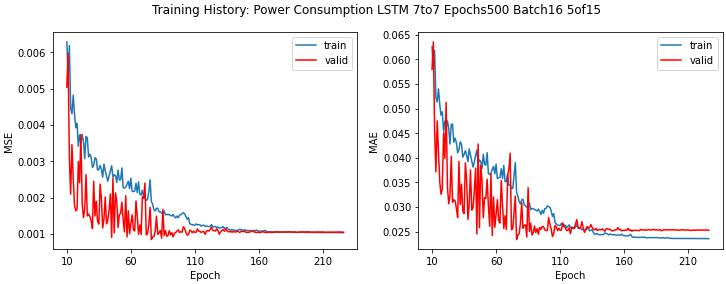 Training History: Power Consumption LSTM 7to7 Epochs500 Batch16 5of15
0.006
0.005
0.004
0.003
0.002
0.001
MSE
10
60
110
160
210
Epoch
train
valid
0.065
0.060
0.055
0.050
0.045
0.040
0.035
0.030
0.025
MAE
10
60
110
160
210
Epoch
train
valid